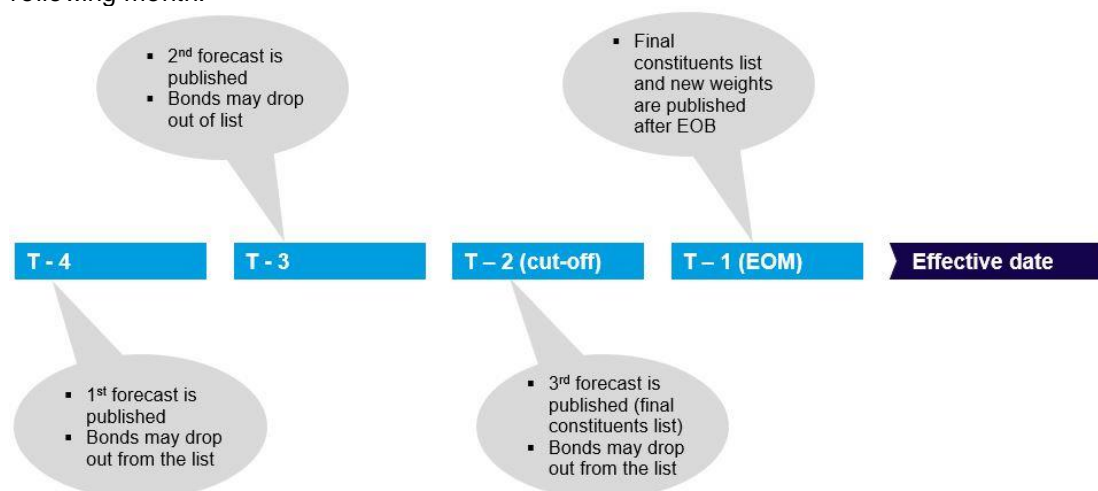 following month.
▪ 2nd forecast is
published
▪ Bonds may drop
out of list
▪ Final
constituents list
and new weights
are published
after EOB
T - 4
T - 3
T – 2 (cut-off)
T – 1 (EOM)
Effective date
▪ 1st forecast is
published
▪ Bonds may drop
out from the list
▪ 3rd forecast is
published (final
constituents list)
▪ Bonds may drop
out from the list